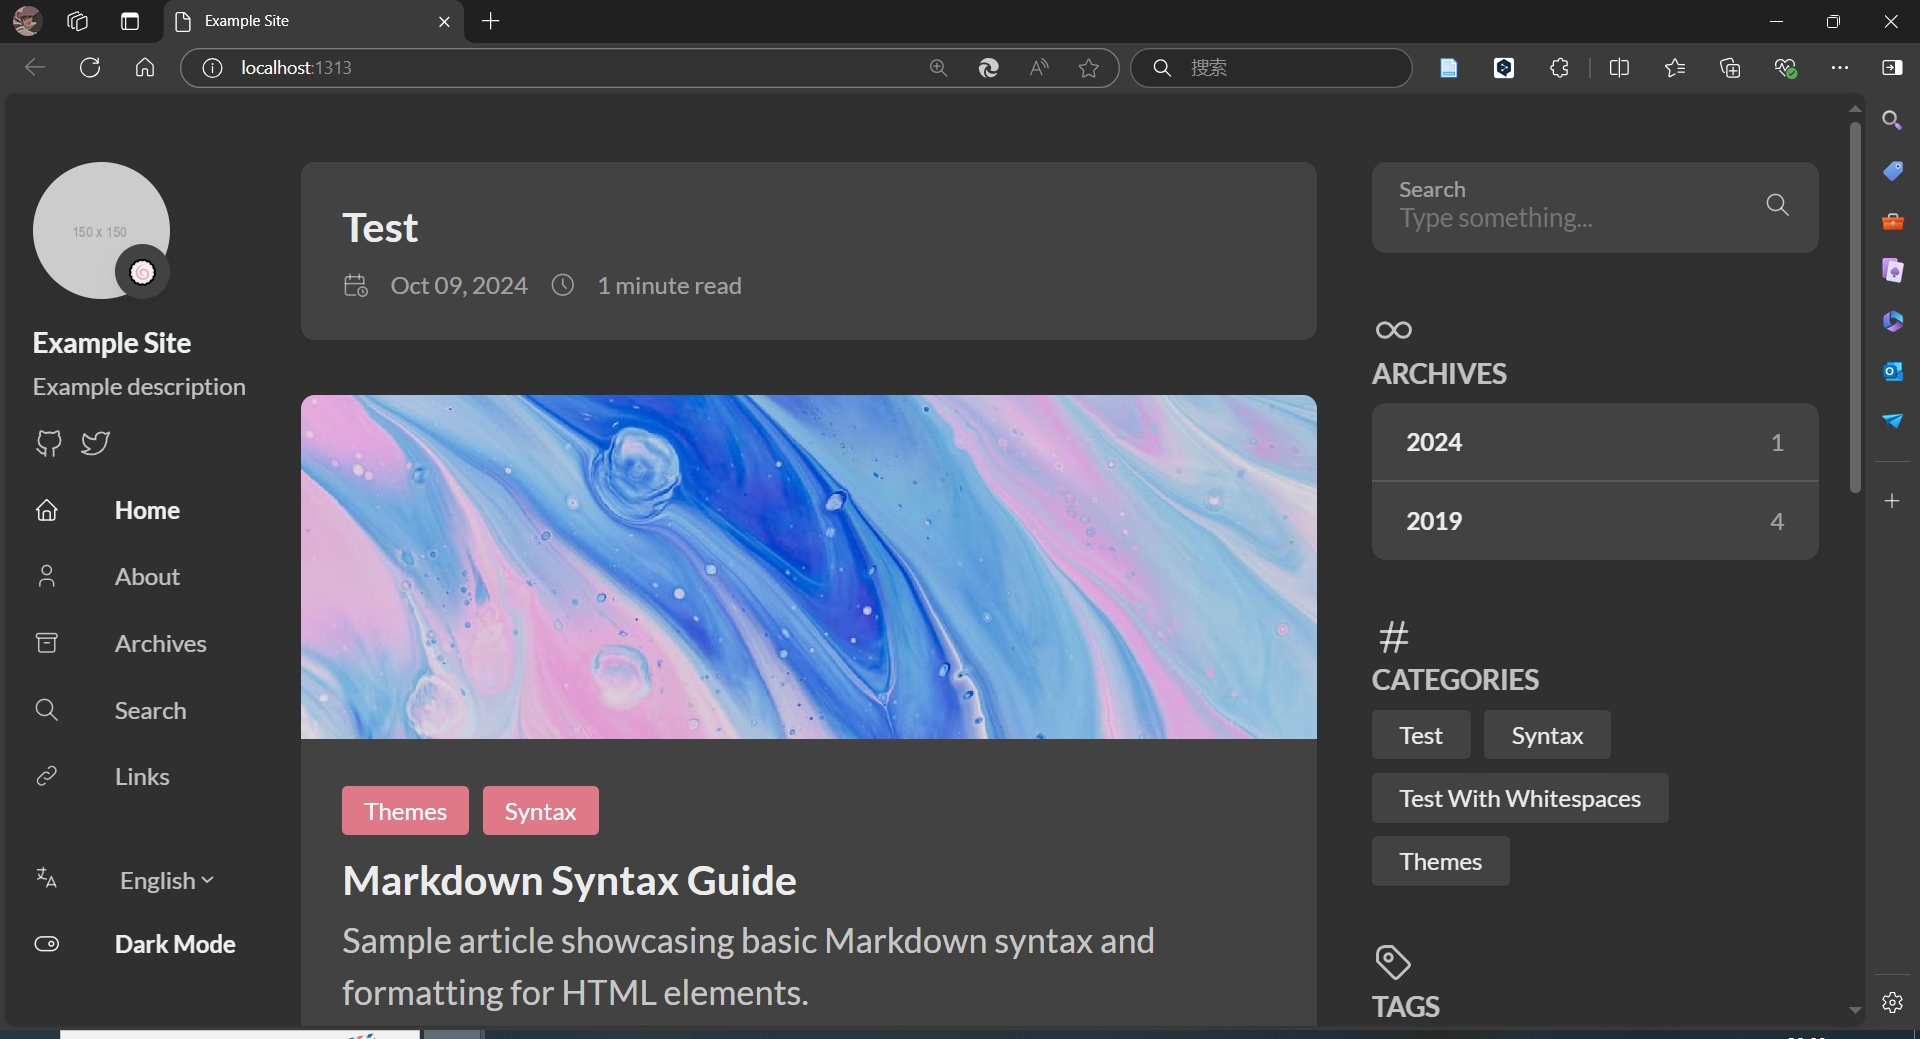 Example Site
localhost:1313
搜索
150 x 150
Example Site
Example description
Home
About
Archives
Search
Links
English
Dark Mode
Test
Oct 09, 2024
1 minute read
Themes
Syntax
Markdown Syntax Guide
Sample article showcasing basic Markdown syntax and
formatting for HTML elements.
Search
Type something...
ARCHIVES
2024 1
2019 4
CATEGORIES
Test
Syntax
Test With Whitespaces
Themes
TAGS